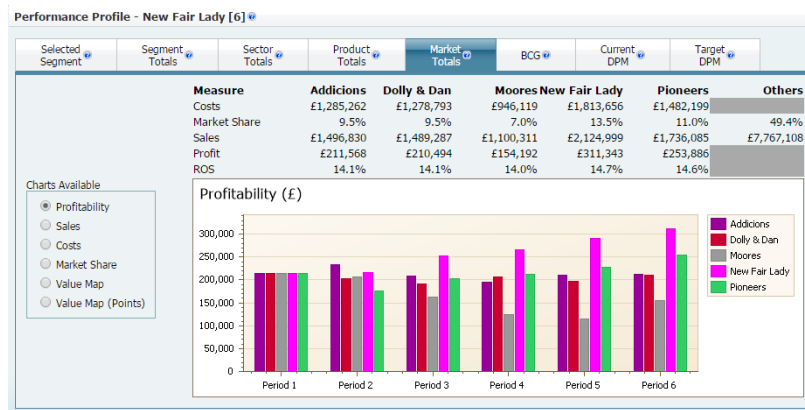 Performance Profile - New Fair Lady [6]
Selected Segment
Segment Totals
Sector Totals
Product Totals
Market Totals
BCG
Current DPM
Target DPM
Measure Addicions Dolly & Dan Moores New Fair Lady Pioneers Others
Costs £1,285,262 £1,278,793 £946,119 £1,813,656 £1,482,199
Market Share 9.5% 9.5% 7.0% 13.5% 11.0% 49.4%
Sales £1,496,830 £1,489,287 £1,100,311 £2,124,999 £1,736,085 £7,767,108
Profit £211,568 £210,494 £154,192 £311,343 £253,886
ROS 14.1% 14.1% 14.0% 14.7% 14.6%
Charts Available
Profitability
Sales
Costs
Market Share
Value Map
Value Map (Points)
Profitability (£)
300,000
250,000
200,000
150,000
100,000
50,000
0
Period 1 Period 2 Period 3 Period 4 Period 5 Period 6
Addicions
Dolly & Dan
Moores
New Fair Lady
Pioneers